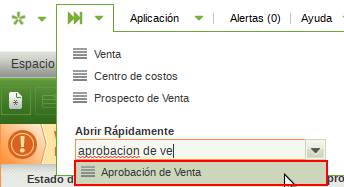 Aplicación Alertas (0) Ayuda
Espacio
Venta
Centro de costos
Prospecto de Venta
Abrir Rápidamente
aprobacion de ve
Aprobación de Venta
Estado d